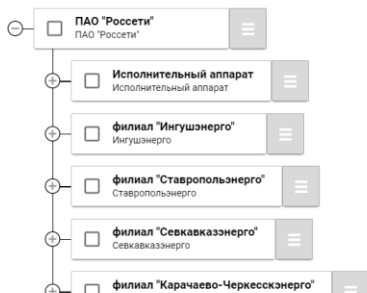 ПАО "Россети"
ПАО "Россети"
Исполнительный аппарат
Исполнительный аппарат
филиал "Ингушэнерго"
Ингушэнерго
филиал "Ставропольэнерго"
Ставропольэнерго
филиал "Севкавказэнерго"
Севкавказэнерго
филиал "Карачаево-Черкесскэнерго"